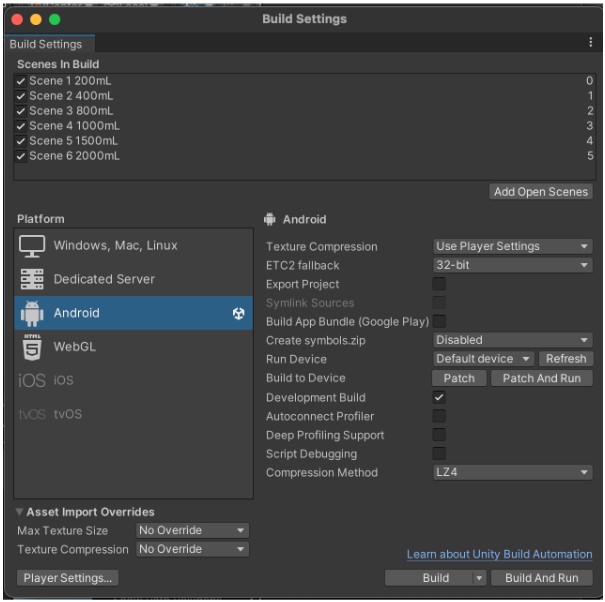 Build Settings
Build Settings
Scenes In Build
Scene 1 200mL 0
Scene 2 400mL 1
Scene 3 800mL 2
Scene 4 1000mL 3
Scene 5 1500mL 4
Scene 6 2000mL 5
Add Open Scenes
Platform
Windows, Mac, Linux
Dedicated Server
Android
HTML 5 WebGL
iOS iOS
tvOS tvOS
Android
Texture Compression Use Player Settings
ETC2 fallback 32-bit
Export Project
Symlink Sources
Build App Bundle (Google Play)
Create symbols.zip Disabled
Run Device Default device Refresh
Build to Device Patch Patch And Run
Development Build
Autoconnect Profiler
Deep Profiling Support
Script Debugging
Compression Method LZ4
Asset Import Overrides
Max Texture Size No Override
Texture Compression No Override
Learn about Unity Build Automation
Player Settings... Build Build And Run